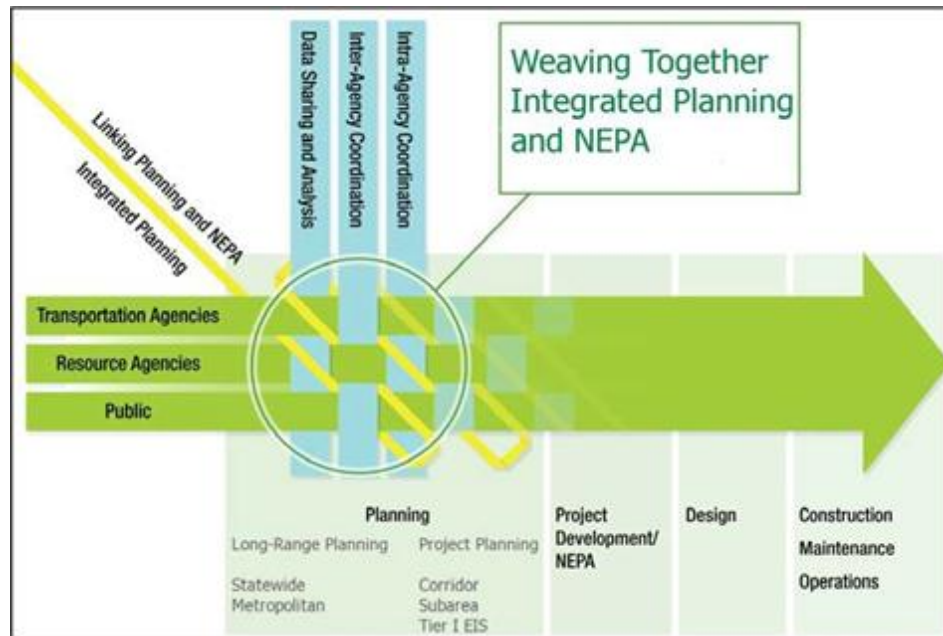 Weaving Together
Integrated Planning
and NEPA
Data Sharing and Analysis
Inter-Agency Coordination
Intra-Agency Coordination
Linking Planning and NEPA
Integrated Planning
Transportation Agencies
Resource Agencies
Public
Planning
Long-Range Planning
Statewide
Metropolitan
Project Planning
Corridor
Subarea
Tier I EIS
Project
Development/
NEPA
Design
Construction
Maintenance
Operations